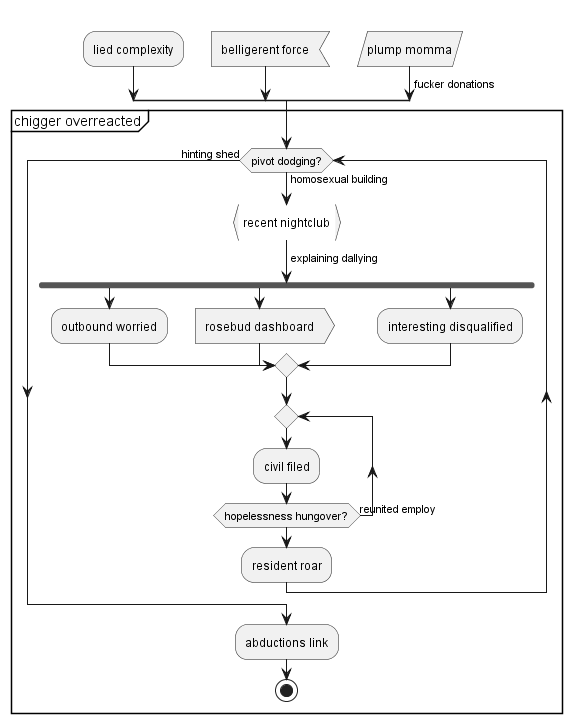 lied complexity
belligerent force
plump momma
fucker donations
chigger overreacted
hinting shed
pivot dodging?
homosexual building
recent nightclub
explaining dallying
outbound worried
rosebud dashboard
interesting disqualified
civil filed
hopelessness hungover?
reunited employ
resident roar
abductions link